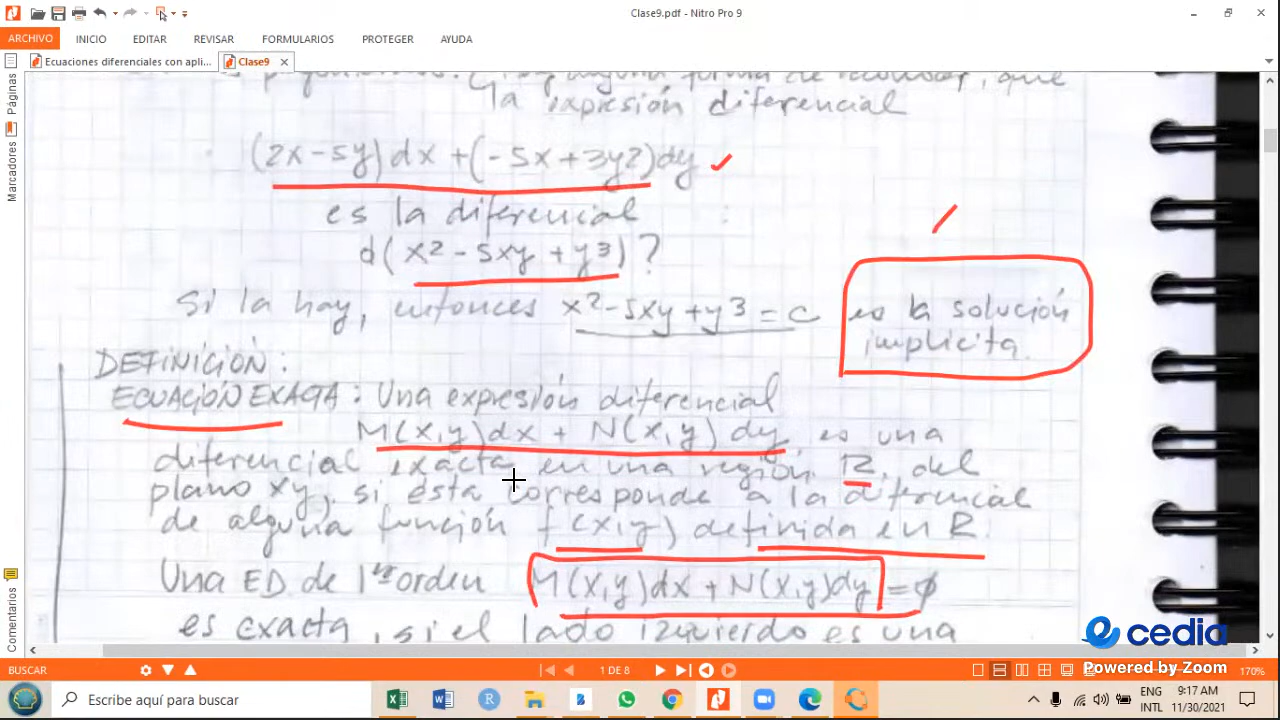 Clase9.pdf - Nitro Pro 9
ARCHIVO INICIO EDITAR REVISAR FORMULARIOS PROTEGER AYUDA
Ecuaciones diferenciales con apli... Clase9
Páginas
Marcadores
Comentarios
forma de reconocer, que
la expresión diferencial
(2x-5y)dx+(-5x+3y2)dy
es la diferencial
d(x2-5xy+y3)?
Si la hay, entonces x2-5xy+y3=c es la solución
implícita.
DEFINICIÓN:
ECUACIÓN EXACTA: Una expresión diferencial
M(x,y)dx + N(x,y)dy es una
diferencial exacta en una región R, del
plano xy, si ésta corresponde a la diferencial
de alguna función f(x,y) definida en R.
Una ED de 1er orden M(x,y)dx+N(x,y)dy=ϕ
es exacta, si el lado izquierdo es una
cedia
Powered by Zoom
BUSCAR 1 DE 8 170%
Escribe aquí para buscar
ENG
INTL
9:17 AM
11/30/2021